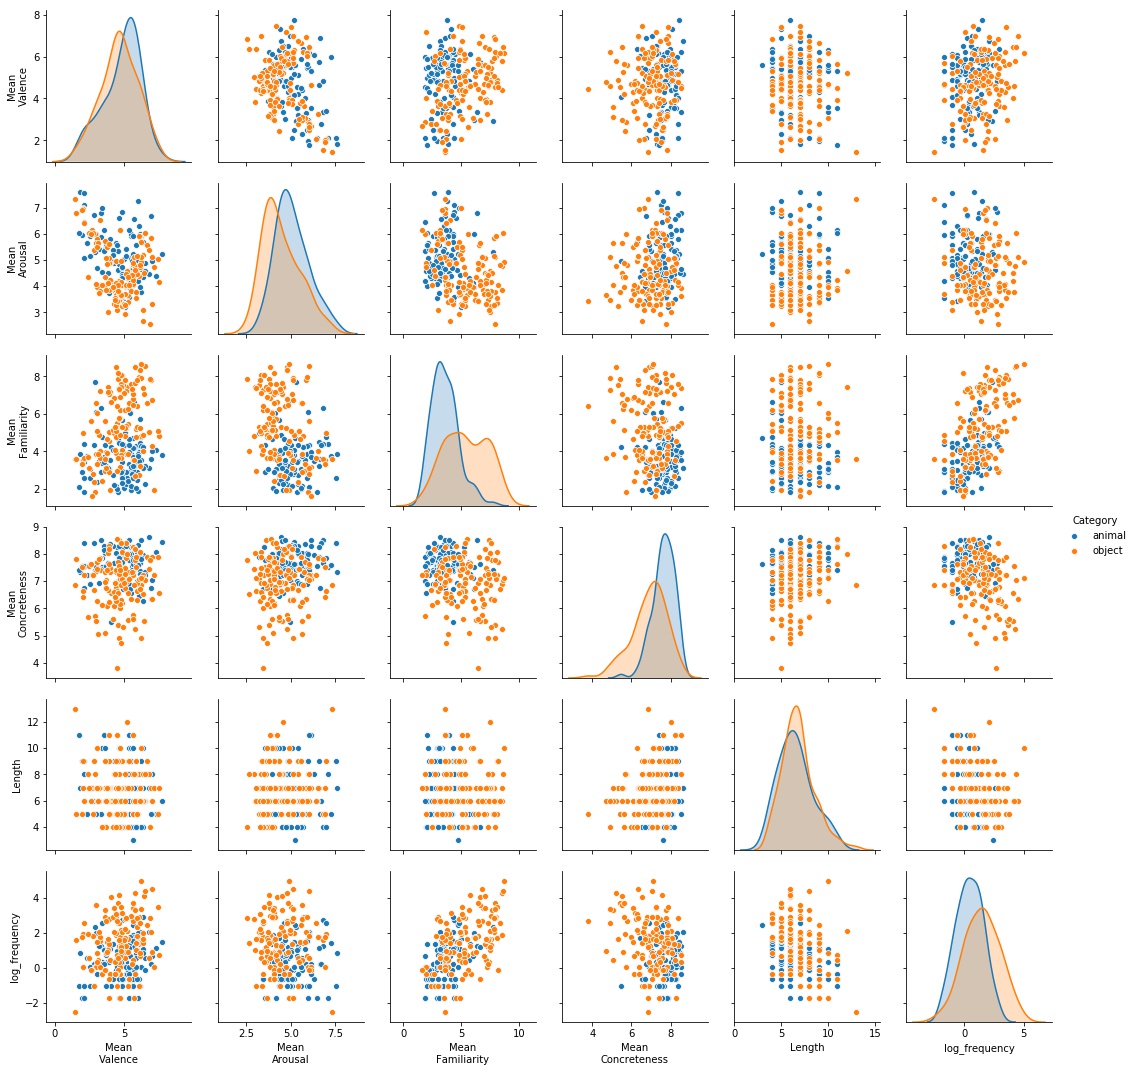 8
6
4
2
Mean
Valence
7
6
5
4
3
Mean
Arousal
8
6
4
2
Mean
Familiarity
9
8
7
6
5
4
Mean
Concreteness
Category
animal
object
12
10
8
6
4
Length
4
2
0
−2
log_frequency
0 5
2.5 5.0 7.5
0 5 10
4 6 8
0 5 10 15
0 5
Mean
Valence
Mean
Arousal
Mean
Familiarity
Mean
Concreteness
Length
log_frequency